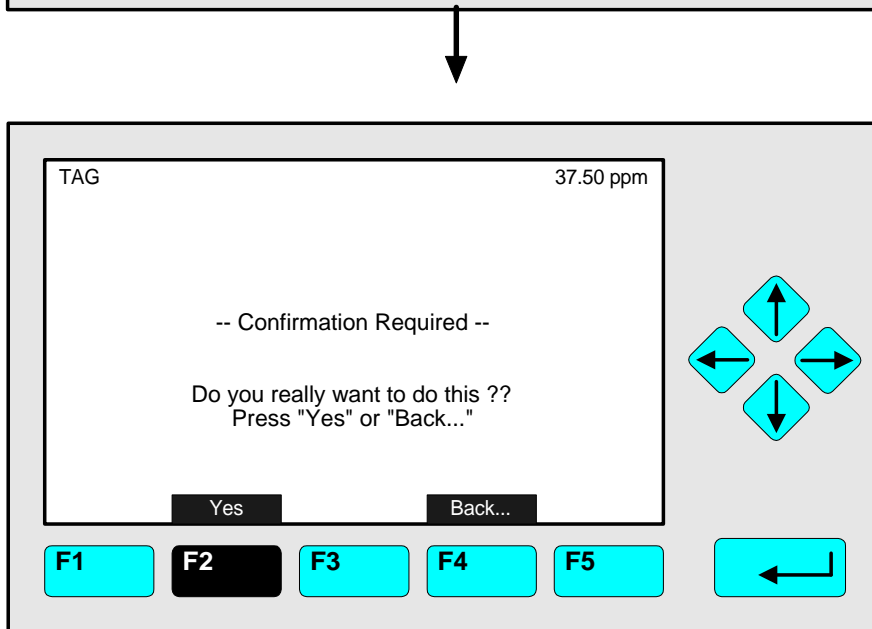 TAG 37.50 ppm
-- Confirmation Required --
Do you really want to do this ??
Press "Yes" or "Back..."
Yes Back...
F1 F2 F3 F4 F5